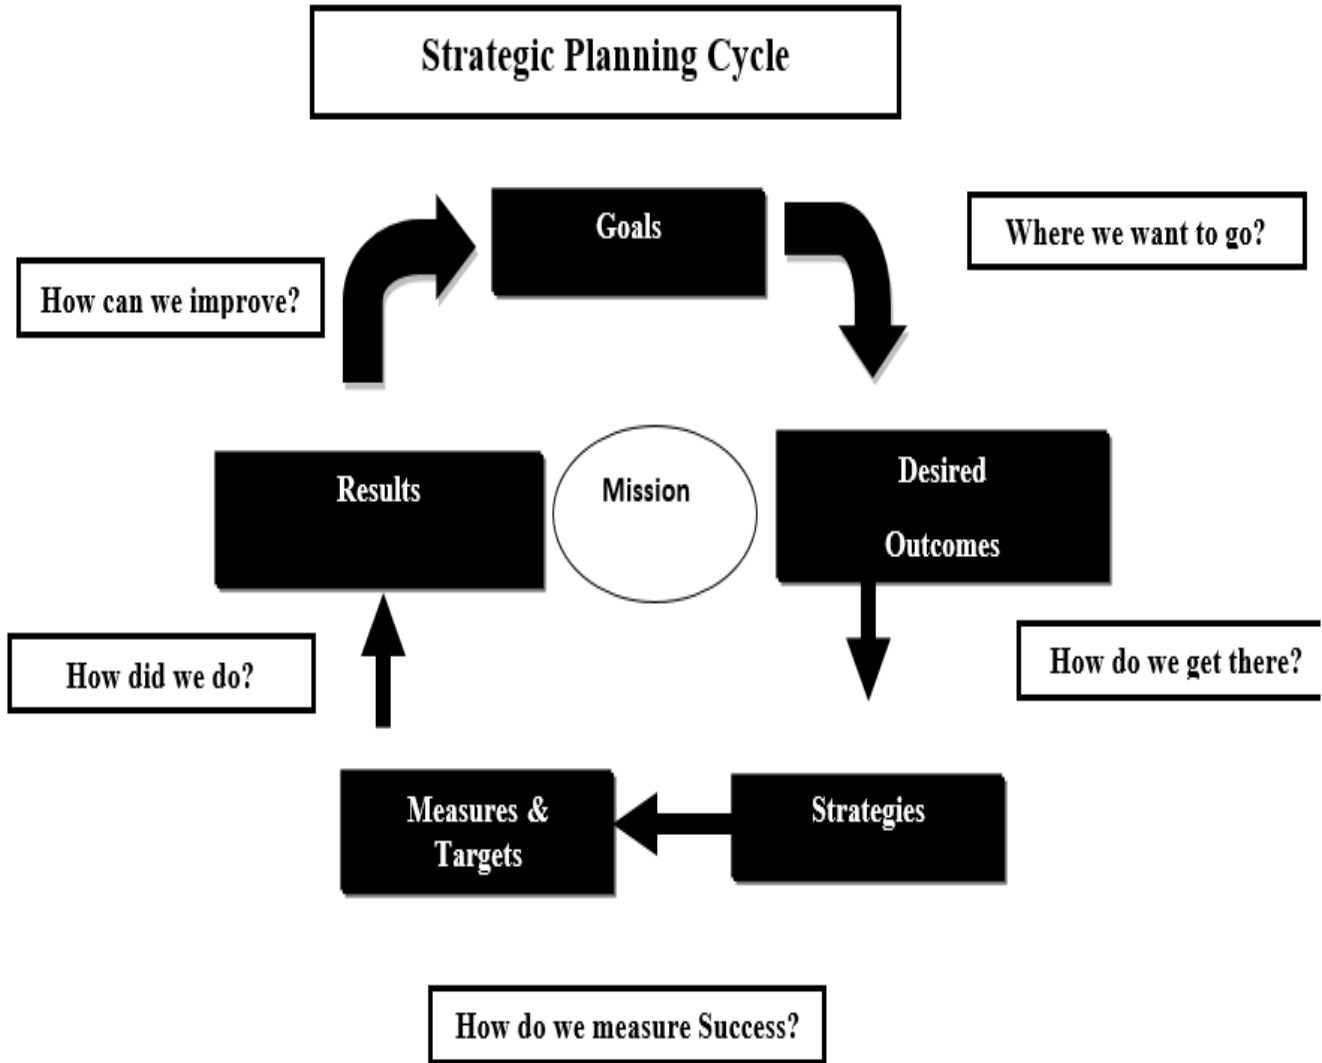 Strategic Planning Cycle
Goals
Where we want to go?
How can we improve?
Results
Mission
Desired
Outcomes
How did we do?
How do we get there?
Measures &
Targets
Strategies
How do we measure Success?